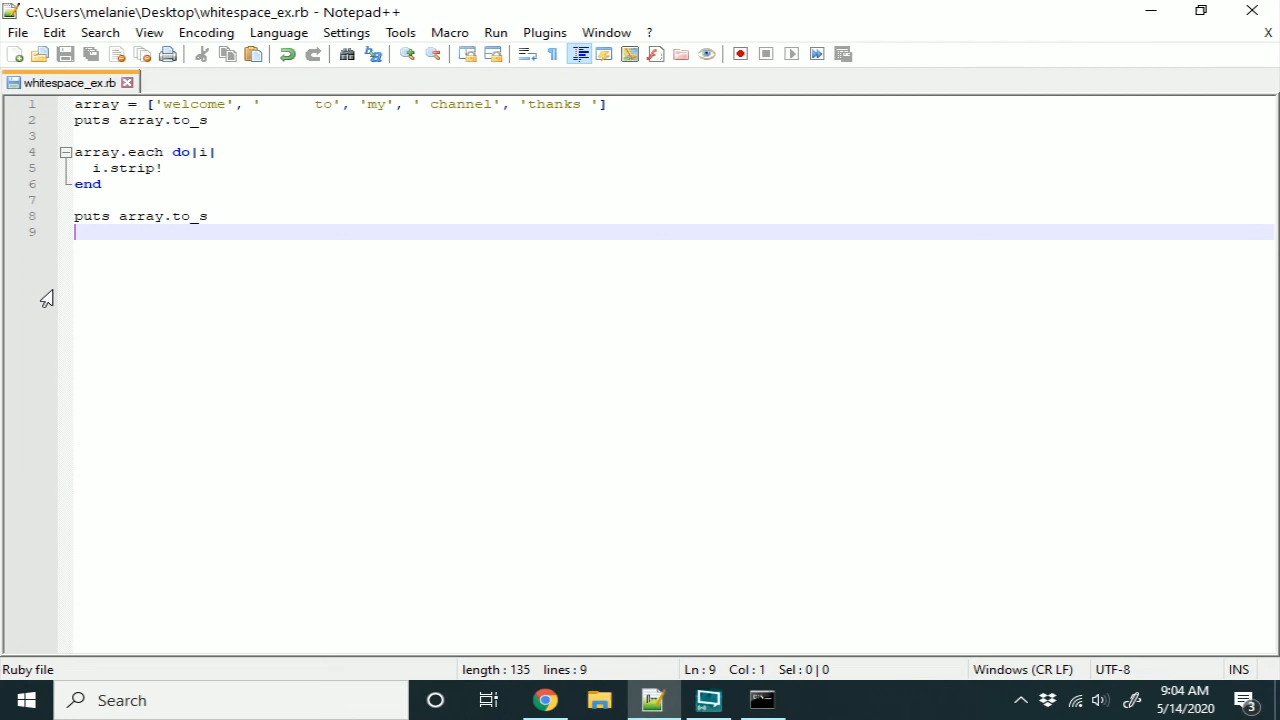 C:\Users\melanie\Desktop\whitespace_ex.rb - Notepad++
File Edit Search View Encoding Language Settings Tools Macro Run Plugins Window ? X
whitespace_ex.rb
1 array = ['welcome', '      to', 'my', ' channel', 'thanks ']
2 puts array.to_s
3
4 array.each do|i|
5   i.strip!
6 end
7
8 puts array.to_s
9
Ruby file length : 135 lines : 9 Ln : 9 Col : 1 Sel : 0 | 0 Windows (CR LF) UTF-8 INS
Search
9:04 AM
5/14/2020
3